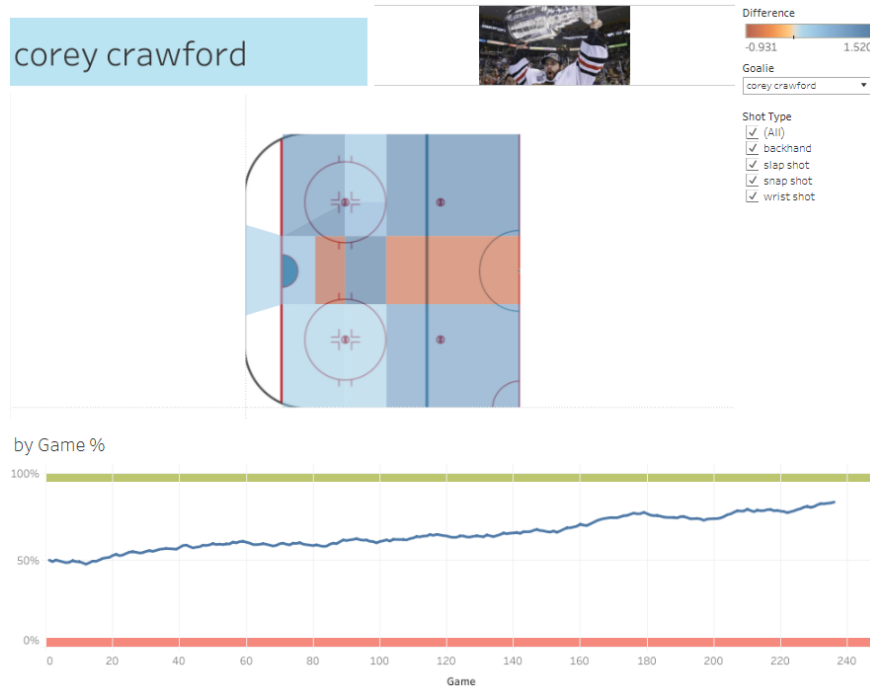 corey crawford
Difference
-0.931
1.520
Goalie
corey crawford
Shot Type
(All)
backhand
slap shot
snap shot
wrist shot
by Game %
100%
50%
0%
0 20 40 60 80 100 120 140 160 180 200 220 240
Game